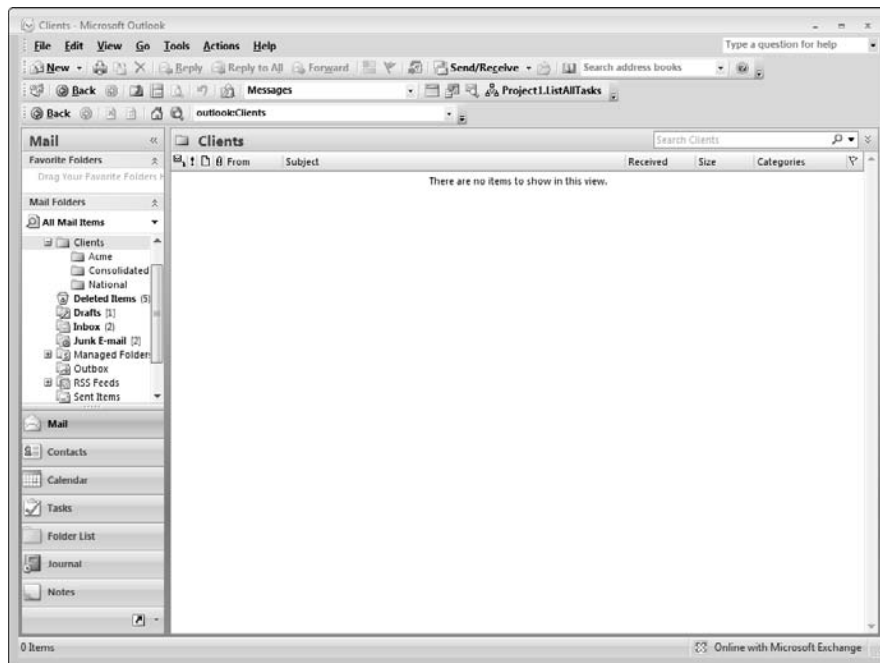 Clients - Microsoft Outlook
File Edit View Go Tools Actions Help
Type a question for help
New Reply Reply to All Forward Send/Receive Search address books
Back Messages Project1.ListAllTasks
Back outlook:Clients
Mail «
Clients
Search Clients
Favorite Folders
From Subject Received Size Categories
Drag Your Favorite Folders H
There are no items to show in this view.
Mail Folders
All Mail Items
Clients
Acme
Consolidated
National
Deleted Items (5)
Drafts [1]
Inbox (2)
Junk E-mail [2]
Managed Folders
Outbox
RSS Feeds
Sent Items
Mail
Contacts
Calendar
Tasks
Folder List
Journal
Notes
0 Items
Online with Microsoft Exchange